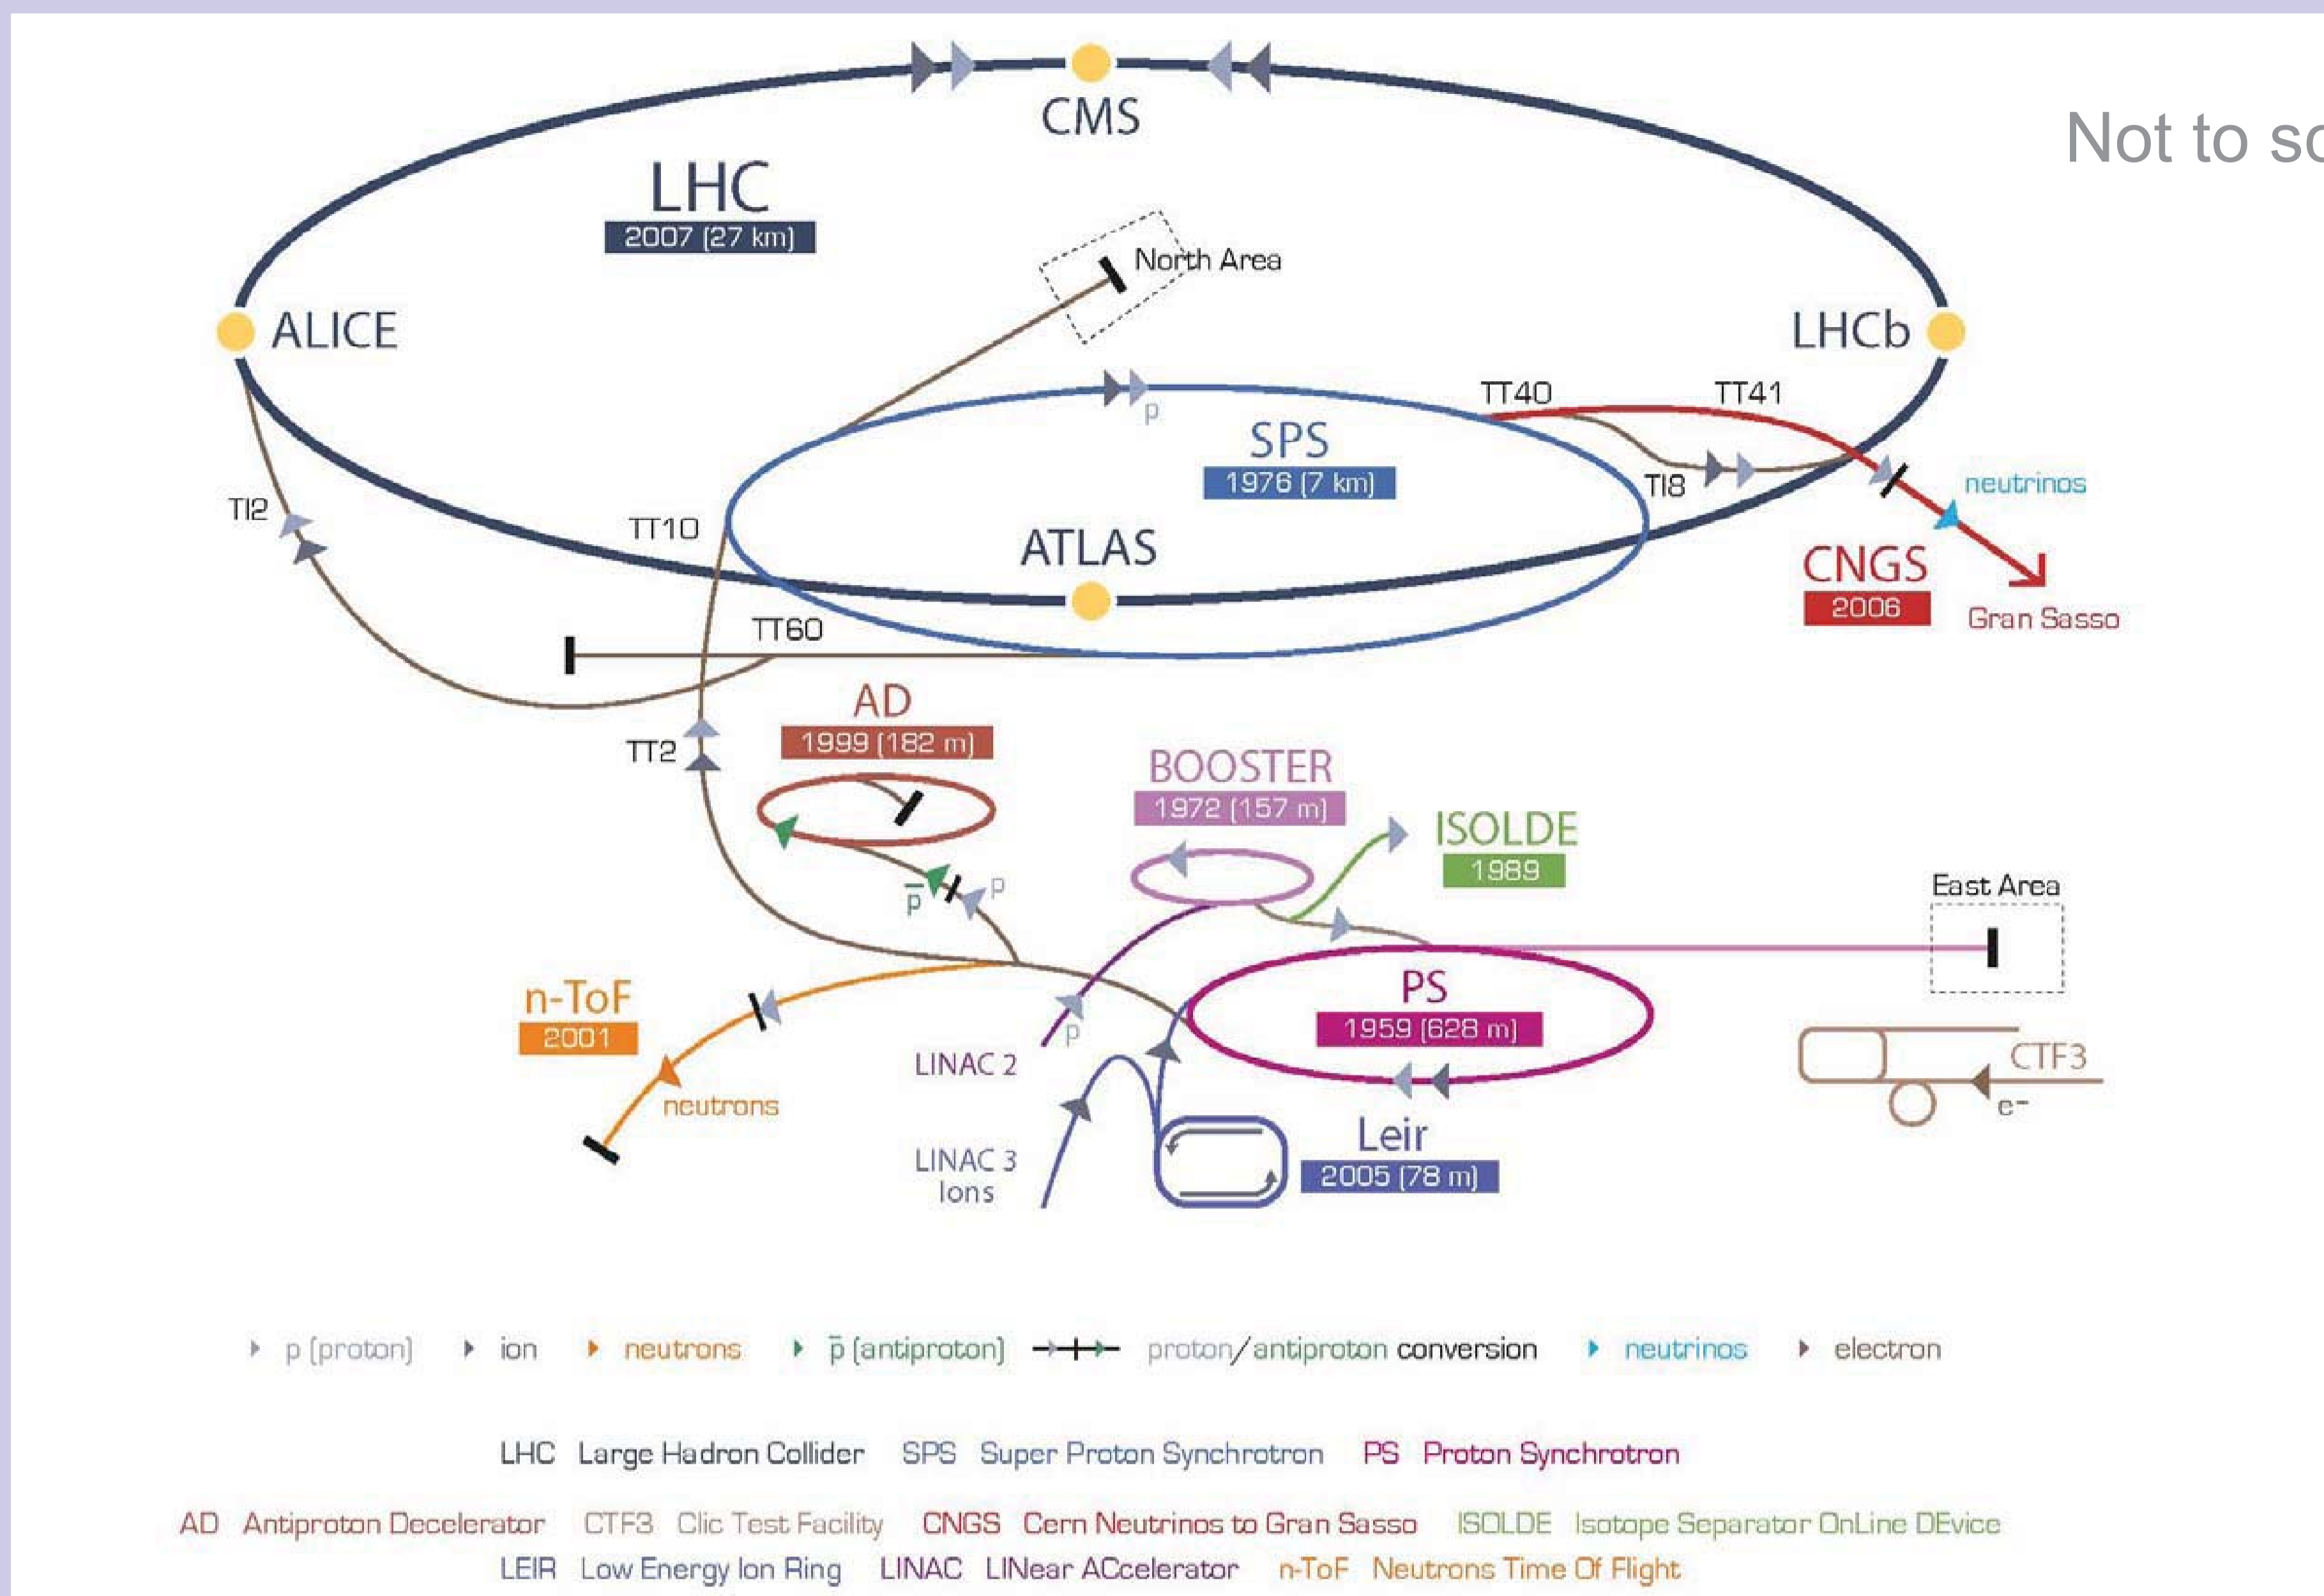 CMS
Not to sc
LHC
2007 (27 km)
North Area
ALICE
LHCb
TT40
TT41
p
SPS
1976 (7 km)
TI8
neutrinos
TI2
TT10
ATLAS
CNGS
2006
Gran Sasso
TT60
AD
1999 (182 m)
TT2
BOOSTER
1972 (157 m)
ISOLDE
1989
East Area
p̅
p
n-ToF
2001
PS
1959 (628 m)
p
LINAC 2
neutrons
CTF3
e-
Leir
2005 (78 m)
LINAC 3
Ions
p (proton) ion neutrons p̅ (antiproton) proton/antiproton conversion neutrinos electron
LHC Large Hadron Collider SPS Super Proton Synchrotron PS Proton Synchrotron
AD Antiproton Decelerator CTF3 Clic Test Facility CNGS Cern Neutrinos to Gran Sasso ISOLDE Isotope Separator OnLine DEvice
LEIR Low Energy Ion Ring LINAC LINear ACcelerator n-ToF Neutrons Time Of Flight